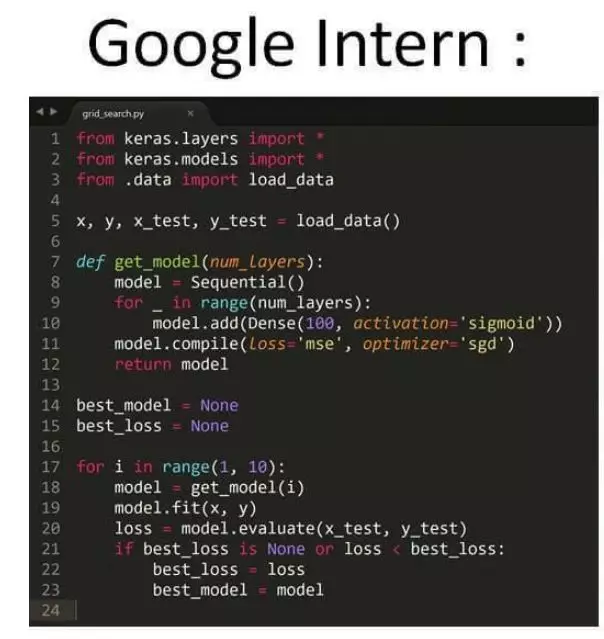 Google Intern :
grid_search.py ×
1 from keras.layers import *
2 from keras.models import *
3 from .data import load_data
4
5 x, y, x_test, y_test = load_data()
6
7 def get_model(num_layers):
8     model = Sequential()
9     for _ in range(num_layers):
10         model.add(Dense(100, activation='sigmoid'))
11     model.compile(loss='mse', optimizer='sgd')
12     return model
13
14 best_model = None
15 best_loss = None
16
17 for i in range(1, 10):
18     model = get_model(i)
19     model.fit(x, y)
20     loss = model.evaluate(x_test, y_test)
21     if best_loss is None or loss < best_loss:
22         best_loss = loss
23         best_model = model
24